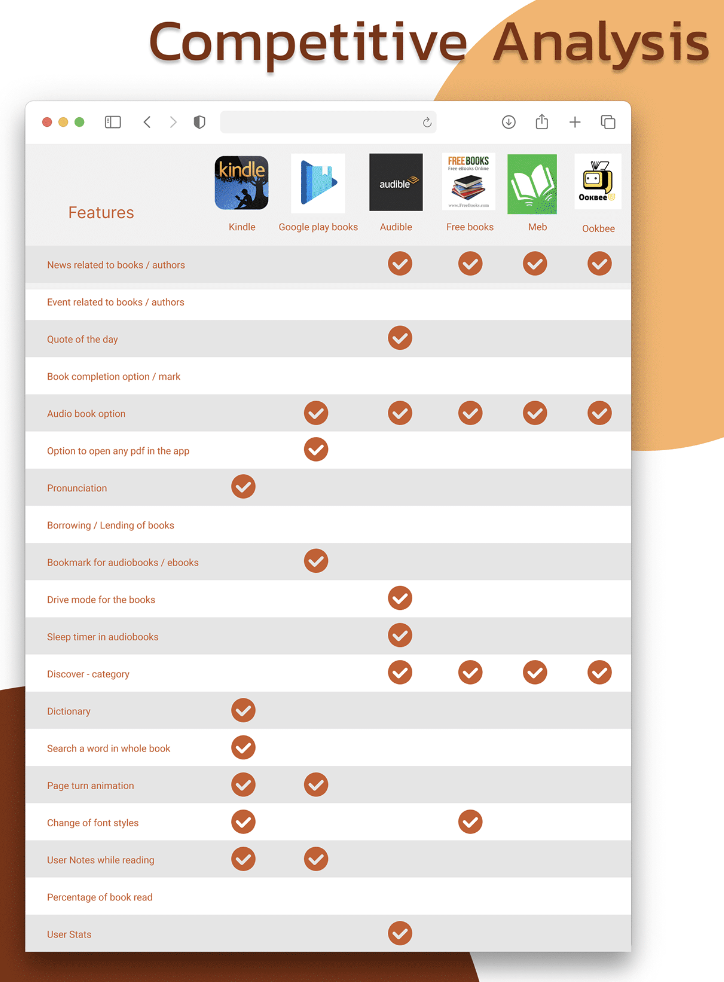 Competitive Analysis
kindle
audible
FREEBOOKS
Free eBooks Online
www.FreeBooks.com
OOKBEE
Features
Kindle
Google play books
Audible
Free books
Meb
Ookbee
News related to books / authors
Event related to books / authors
Quote of the day
Book completion option / mark
Audio book option
Option to open any pdf in the app
Pronunciation
Borrowing / Lending of books
Bookmark for audiobooks / ebooks
Drive mode for the books
Sleep timer in audiobooks
Discover - category
Dictionary
Search a word in whole book
Page turn animation
Change of font styles
User Notes while reading
Percentage of book read
User Stats